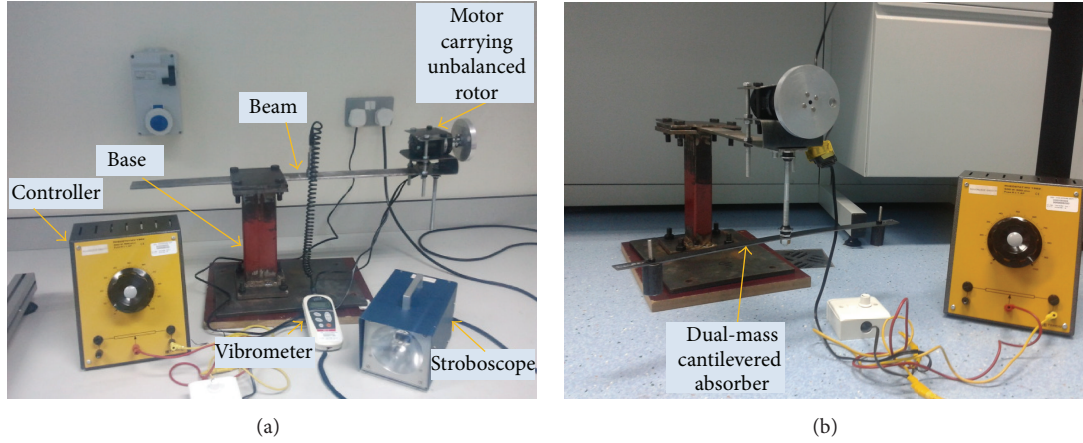 Motor
carrying
unbalanced
rotor
Beam
Base
Controller
Vibrometer
Stroboscope
Dual-mass
cantilevered
absorber
(a)
(b)